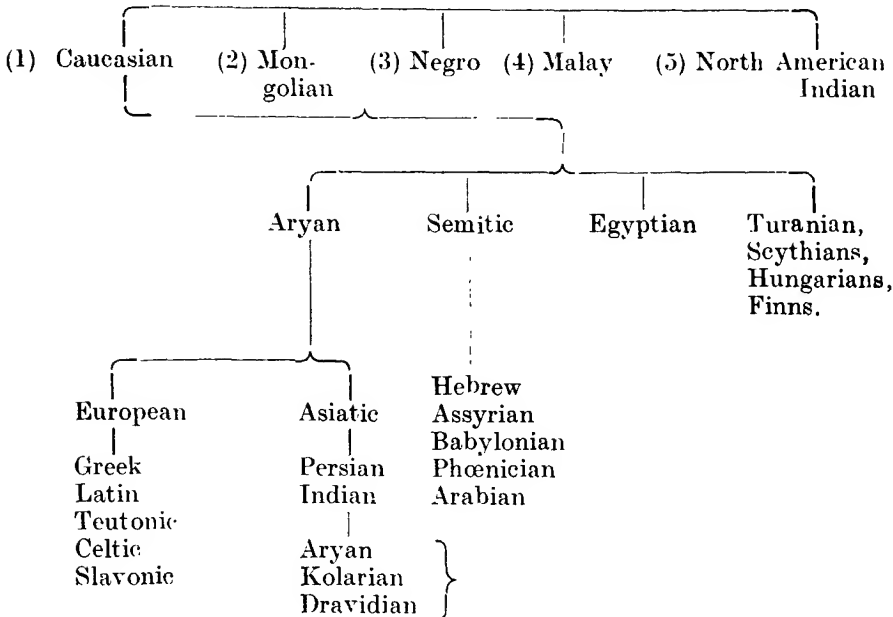 (1) Caucasian (2) Mon- (3) Negro (4) Malay (5) North American
golian Indian
Aryan Semitic Egyptian Turanian,
Scythians,
Hungarians,
Finns.
Hebrew
European Asiatic Assyrian
Babylonian
Greek Persian Phœnician
Latin Indian Arabian
Teutonic
Celtic Aryan
Slavonic Kolarian
Dravidian